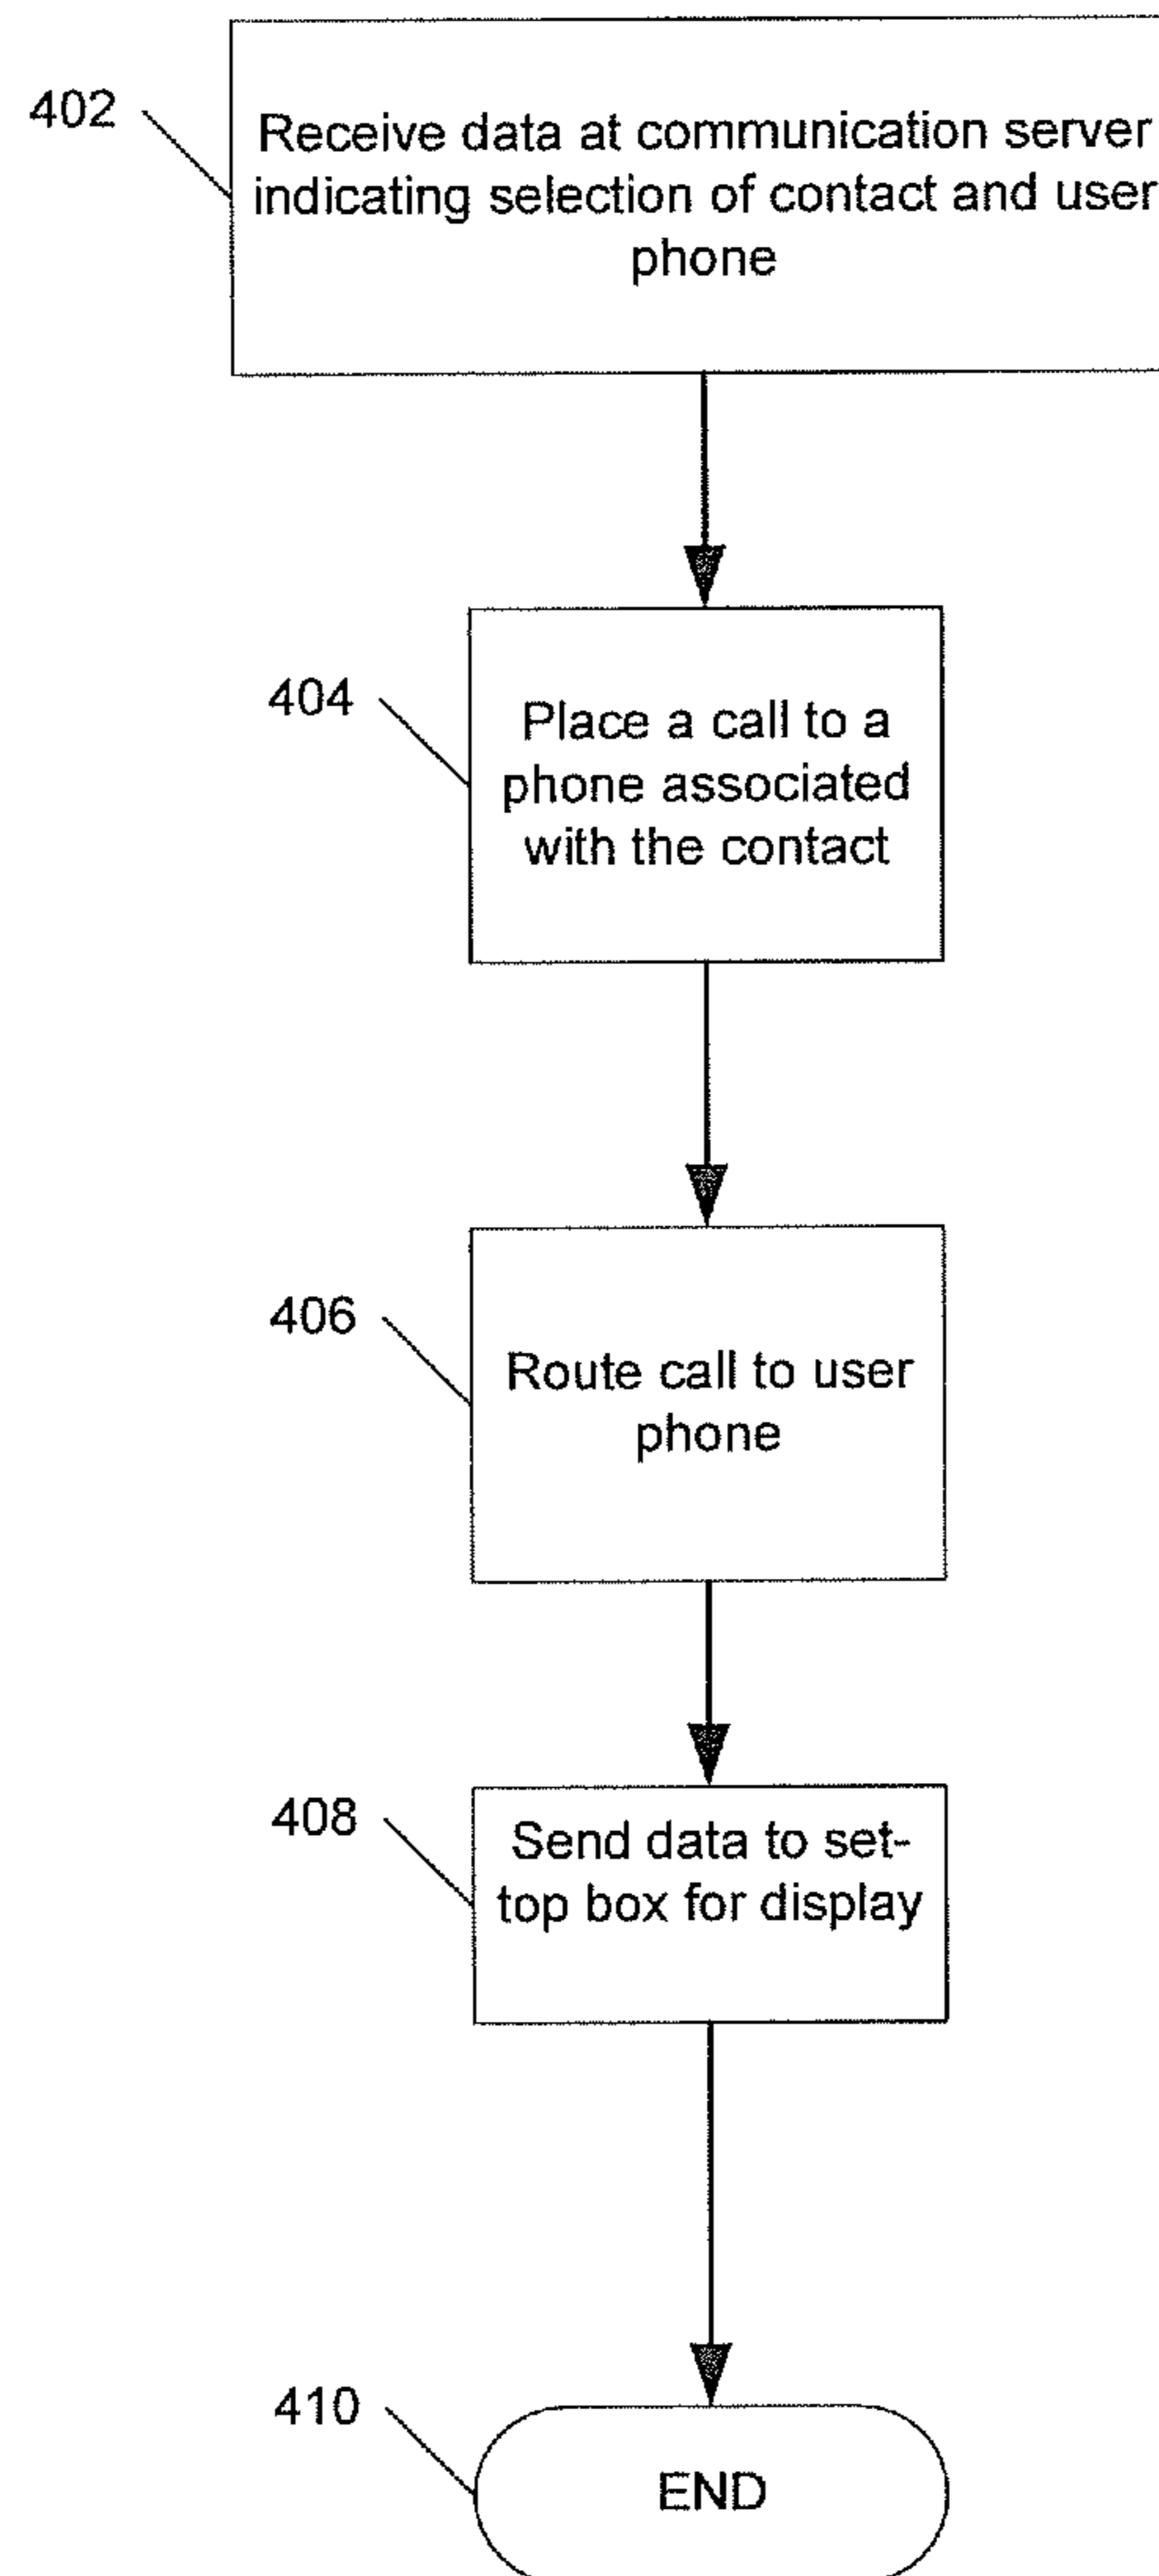 402
Receive data at communication server
indicating selection of contact and user
phone
404
Place a call to a
phone associated
with the contact
406
Route call to user
phone
408
Send data to set-
top box for display
410
END